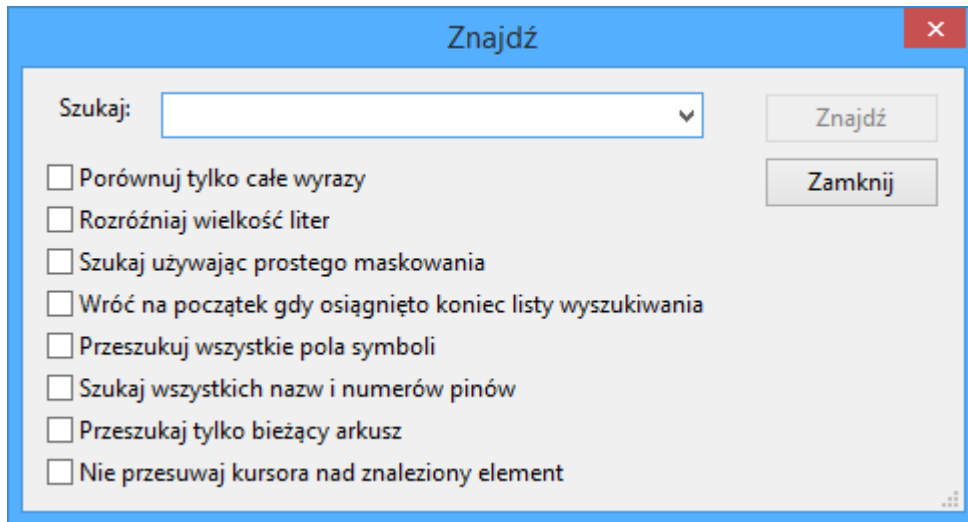 Znajdź
Szukaj:
Znajdź
Porównuj tylko całe wyrazy
Zamknij
Rozróźniaj wielkość liter
Szukaj używając prostego maskowania
Wróć na początek gdy osiągnięto koniec listy wyszukiwania
Przeszukuj wszystkie pola symboli
Szukaj wszystkich nazw i numerów pinów
Przeszukaj tylko bieżący arkusz
Nie przesuwaj kursora nad znaleziony element